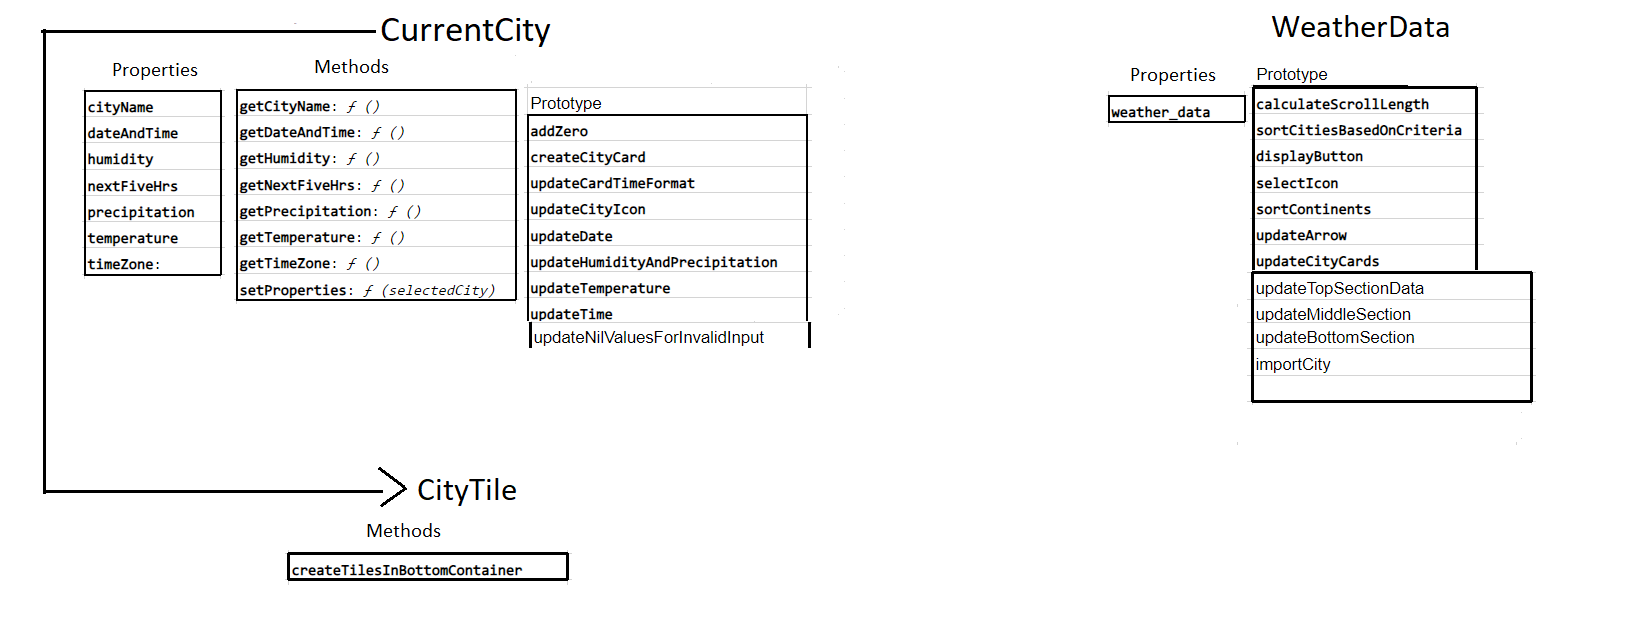 CurrentCity
Properties
cityName
dateAndTime
humidity
nextFiveHrs
precipitation
temperature
timeZone:
Methods
getCityName: ƒ ()
getDateAndTime: ƒ ()
getHumidity: ƒ ()
getNextFiveHrs: ƒ ()
getPrecipitation: ƒ ()
getTemperature: ƒ ()
getTimeZone: ƒ ()
setProperties: ƒ (selectedCity)
Prototype
addZero
createCityCard
updateCardTimeFormat
updateCityIcon
updateDate
updateHumidityAndPrecipitation
updateTemperature
updateTime
updateNilValuesForInvalidInput
WeatherData
Properties
weather_data
Prototype
calculateScrollLength
sortCitiesBasedOnCriteria
displayButton
selectIcon
sortContinents
updateArrow
updateCityCards
updateTopSectionData
updateMiddleSection
updateBottomSection
importCity
CityTile
Methods
createTilesInBottomContainer